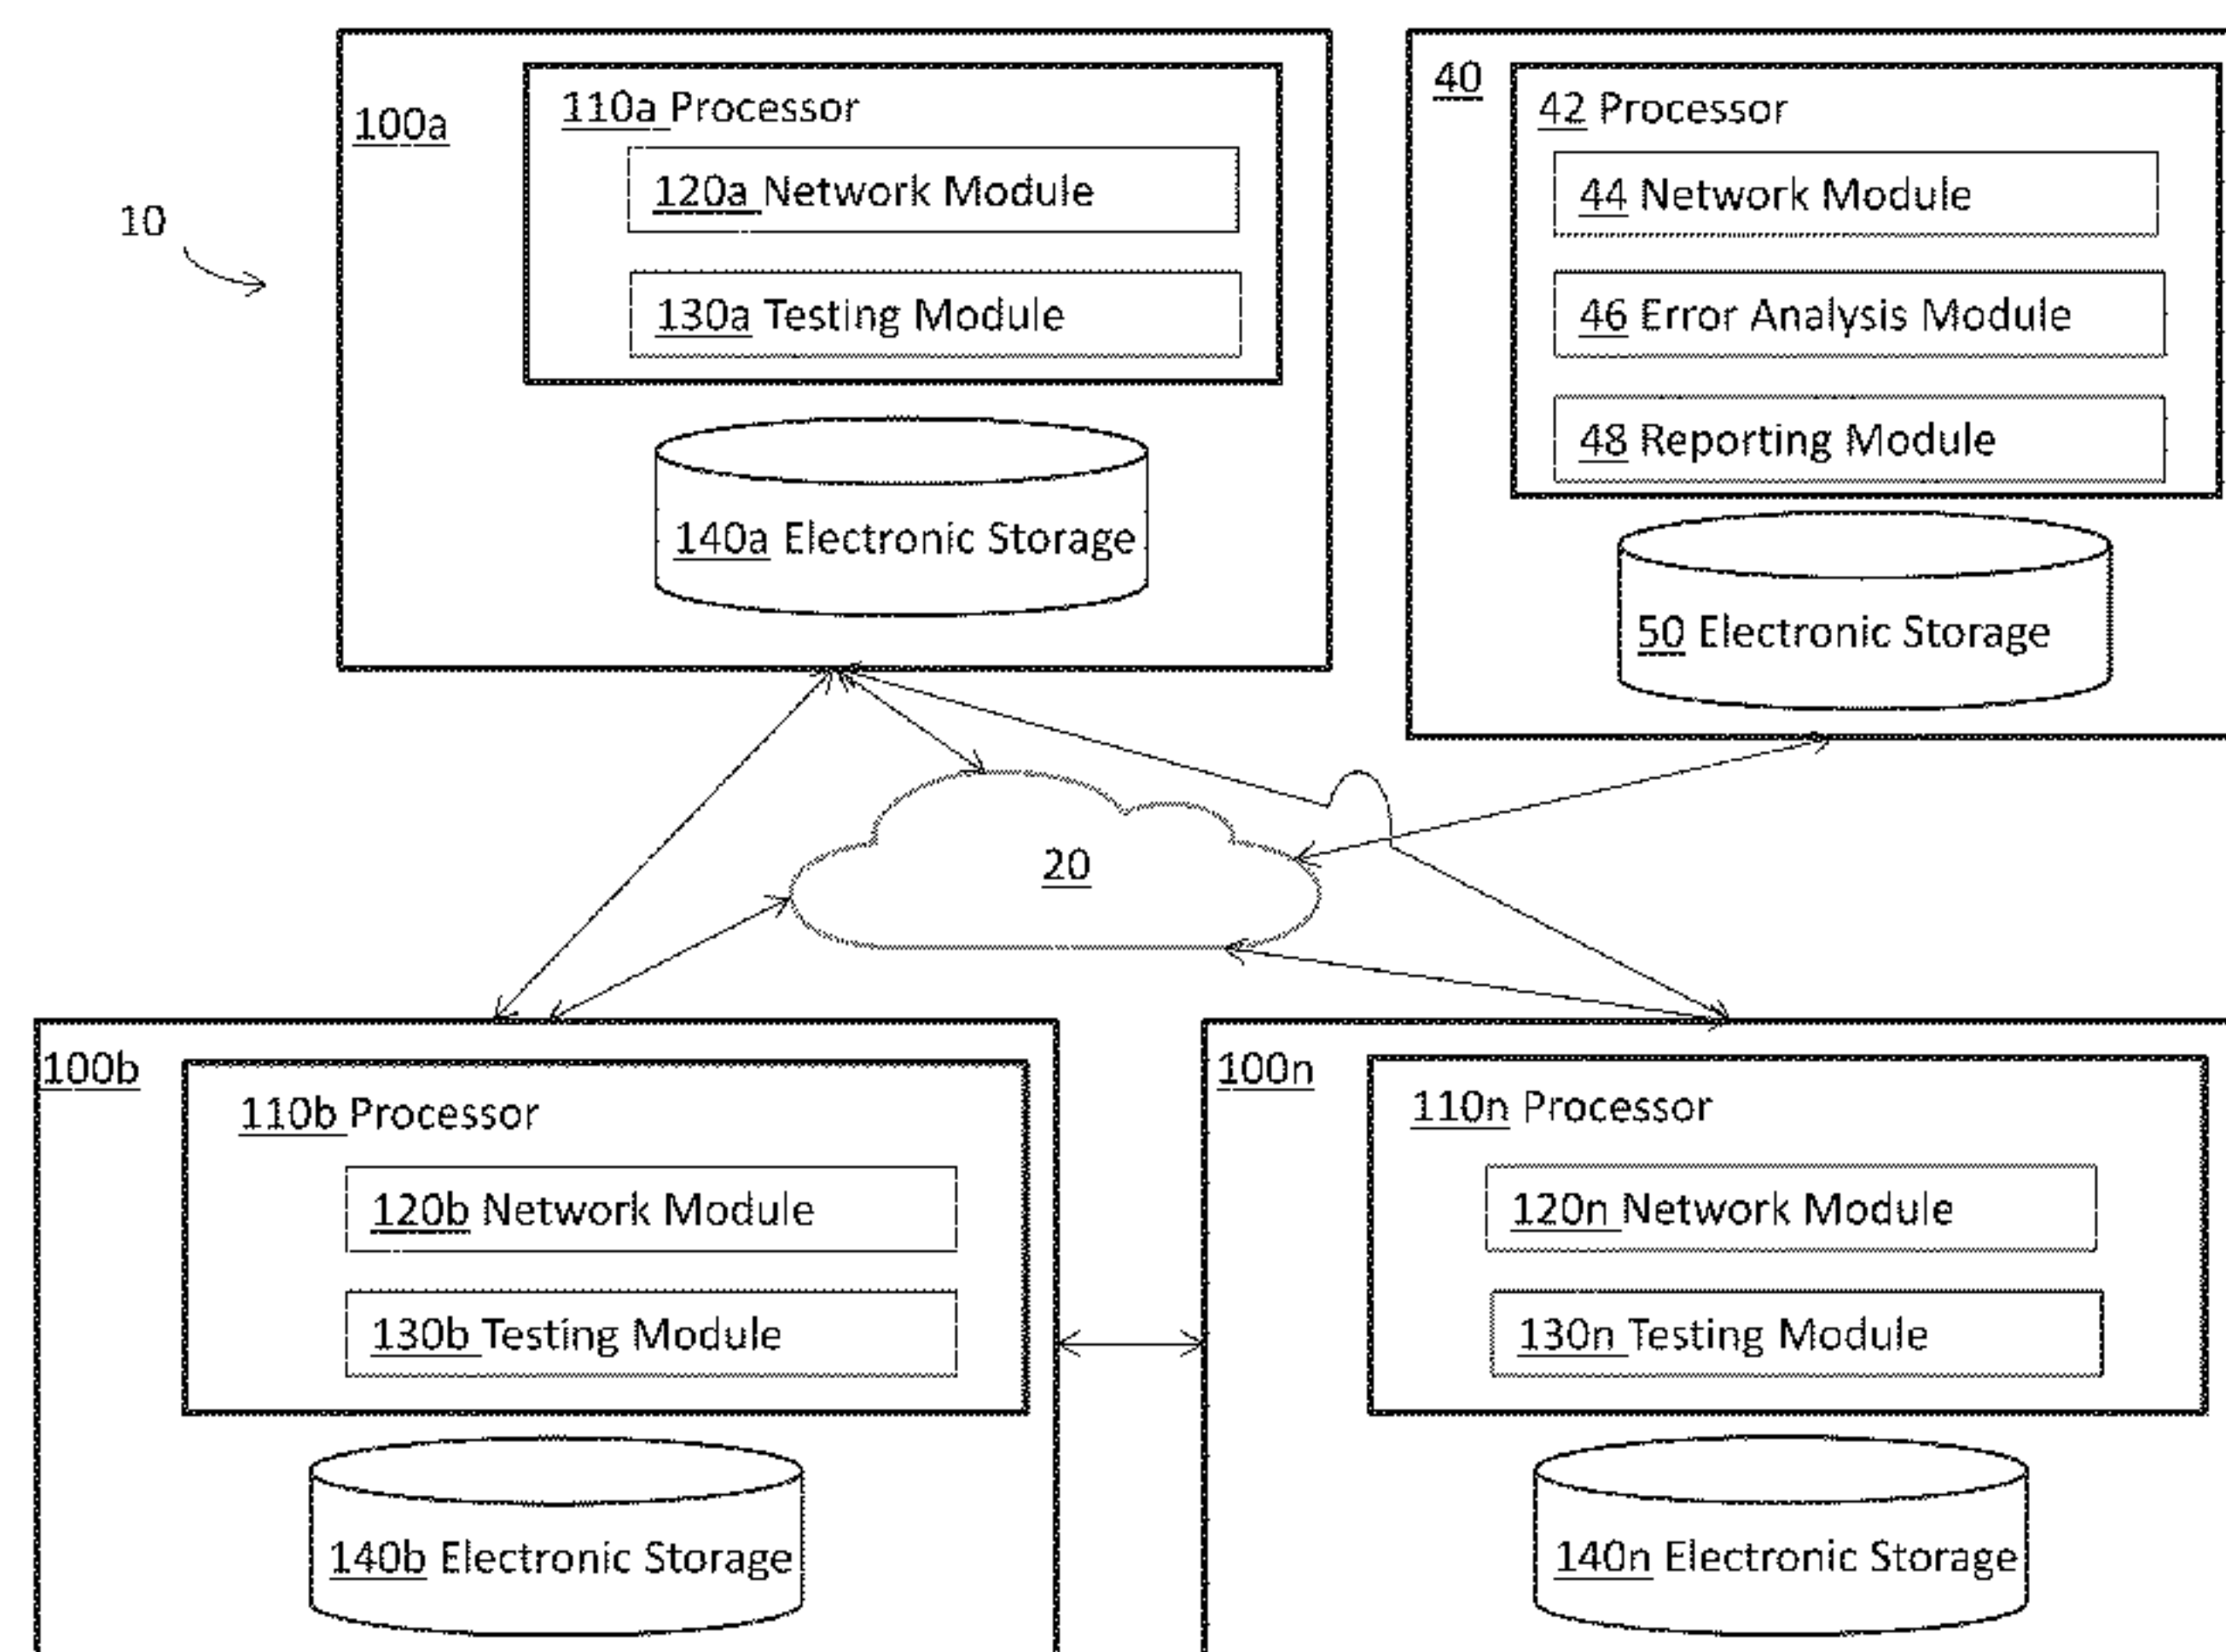 10
100a
110a Processor
120a Network Module
130a Testing Module
140a Electronic Storage
40
42 Processor
44 Network Module
46 Error Analysis Module
48 Reporting Module
50 Electronic Storage
20
100b
110b Processor
120b Network Module
130b Testing Module
140b Electronic Storage
100n
110n Processor
120n Network Module
130n Testing Module
140n Electronic Storage